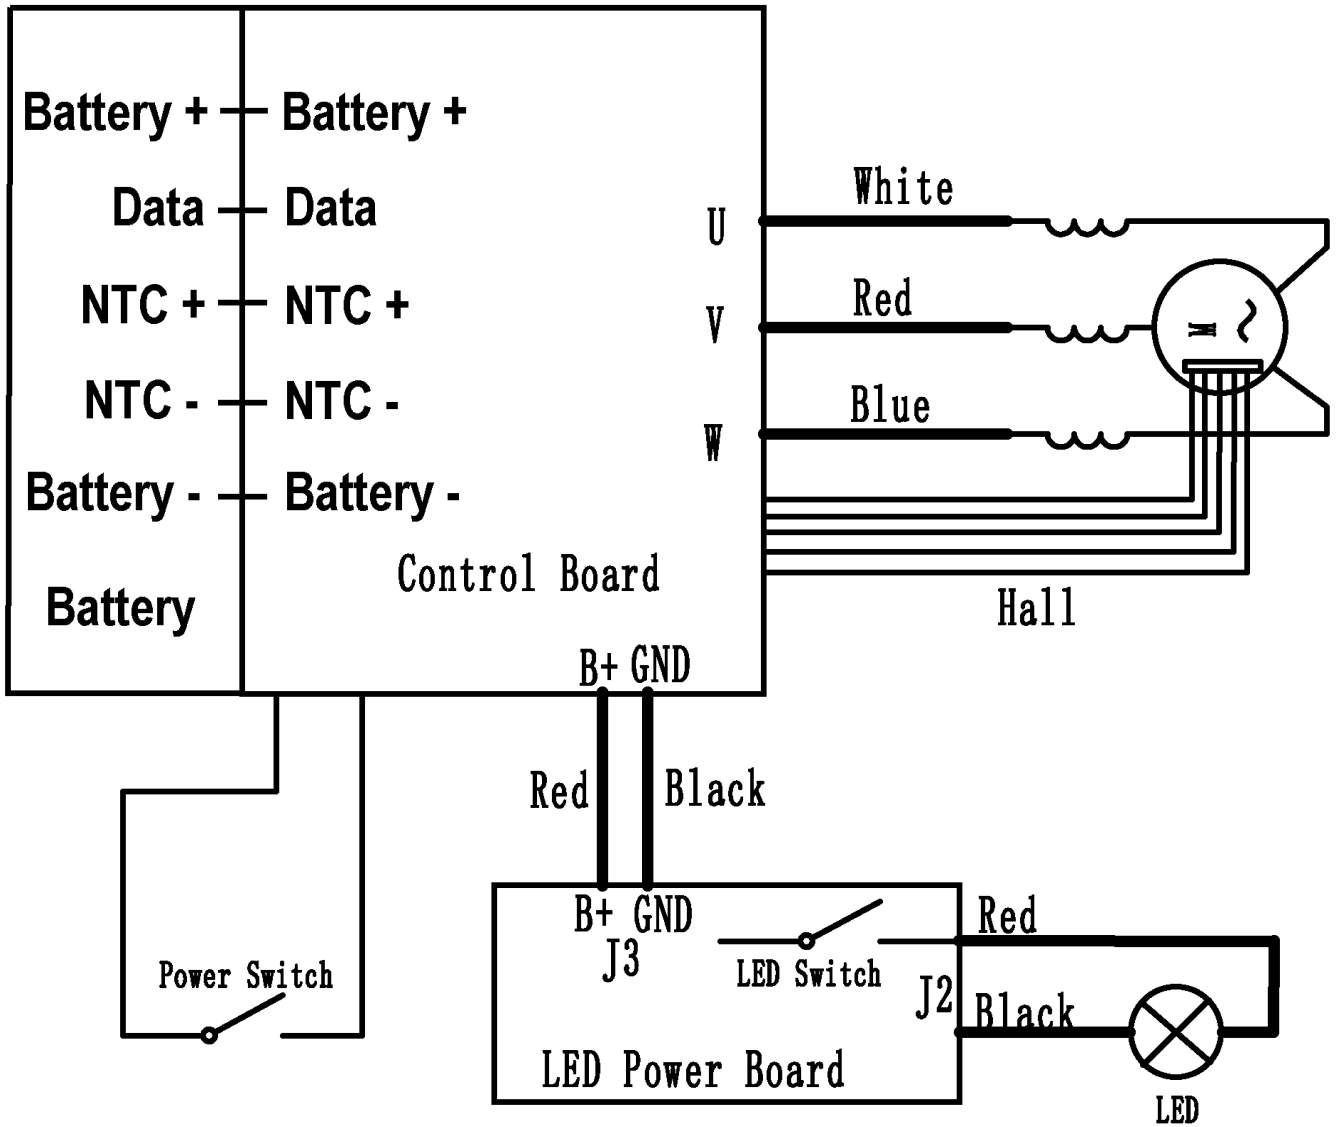 Battery + Battery +
Data Data
White
U
NTC + NTC +
Red
V
NTC - NTC -
Blue
W
Battery - Battery -
Control Board
Hall
Battery
B+ GND
Red Black
B+ GND
J3
Red
Power Switch
LED Switch
J2
Black
LED Power Board
LED
M ~